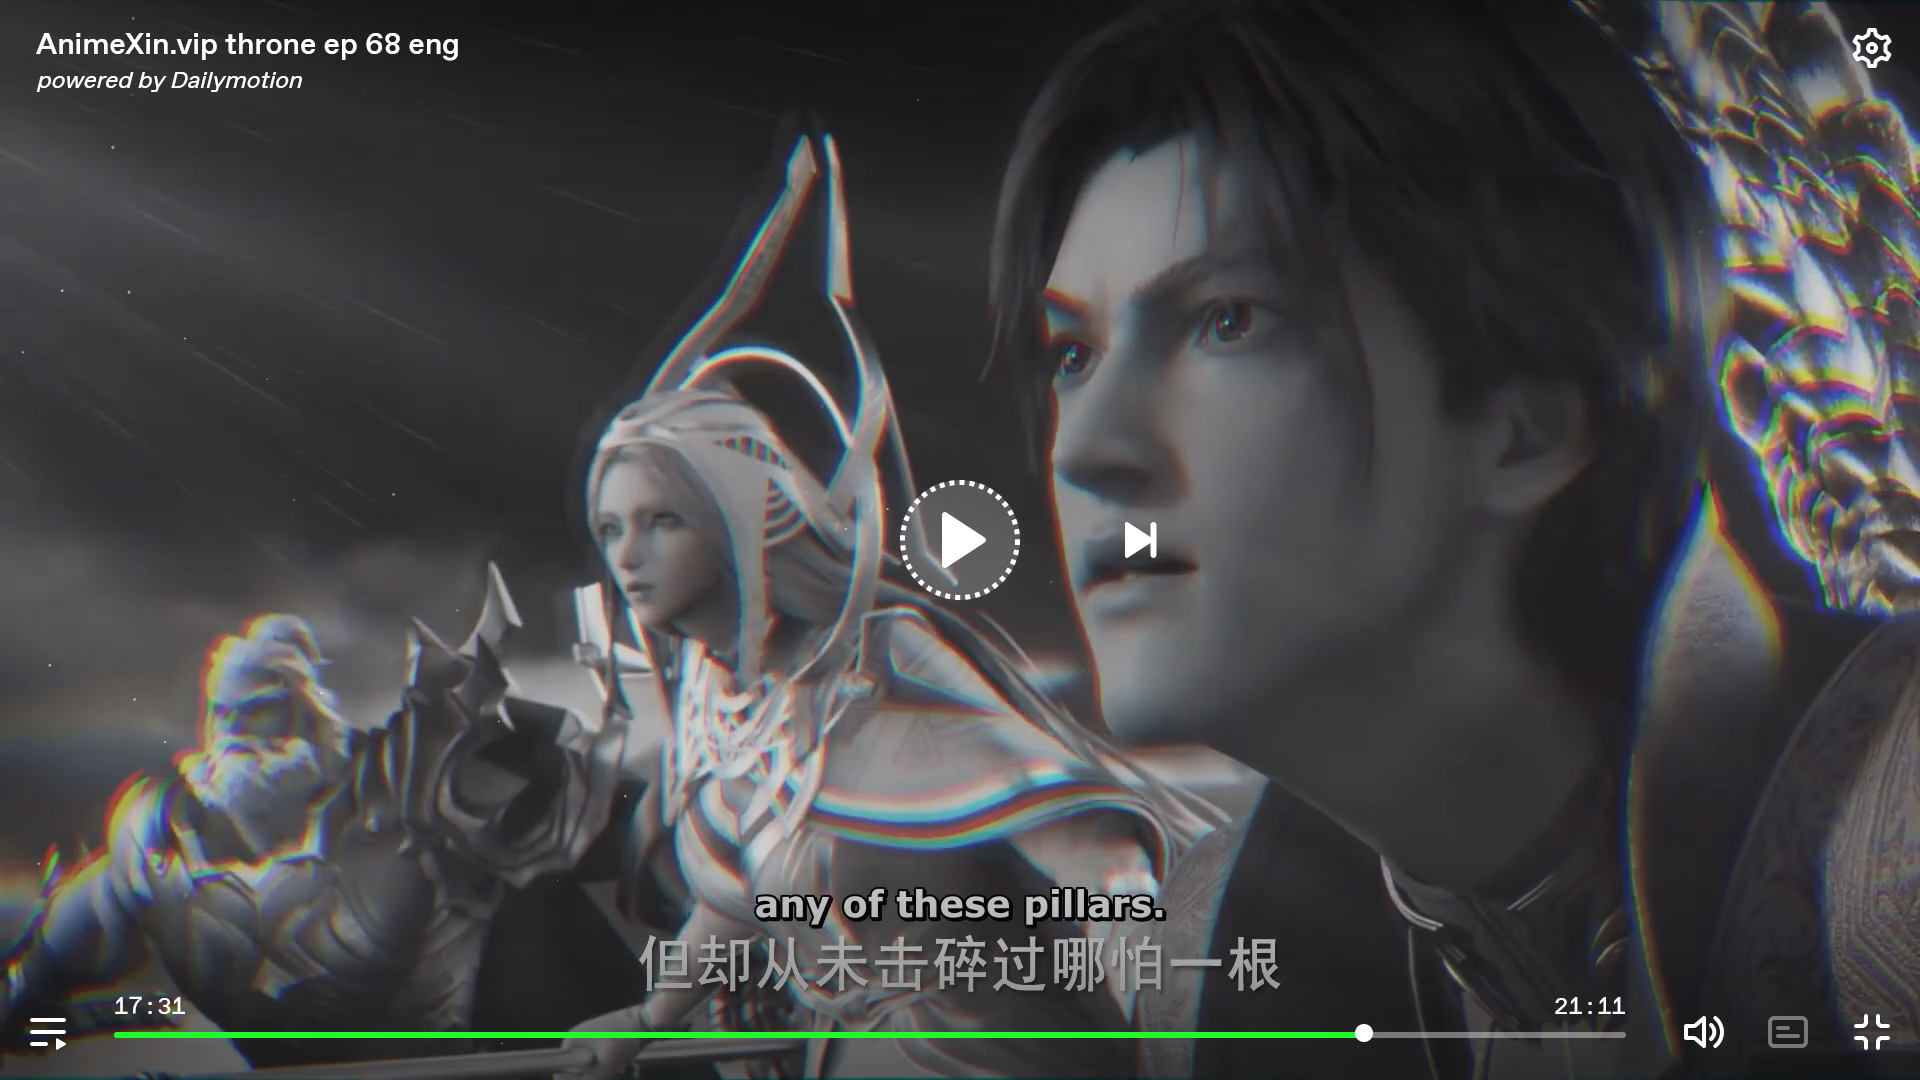 AnimeXin.vip throne ep 68 eng
powered by Dailymotion
any of these pillars.
但却从未击碎过哪怕一根
17:31
21:11